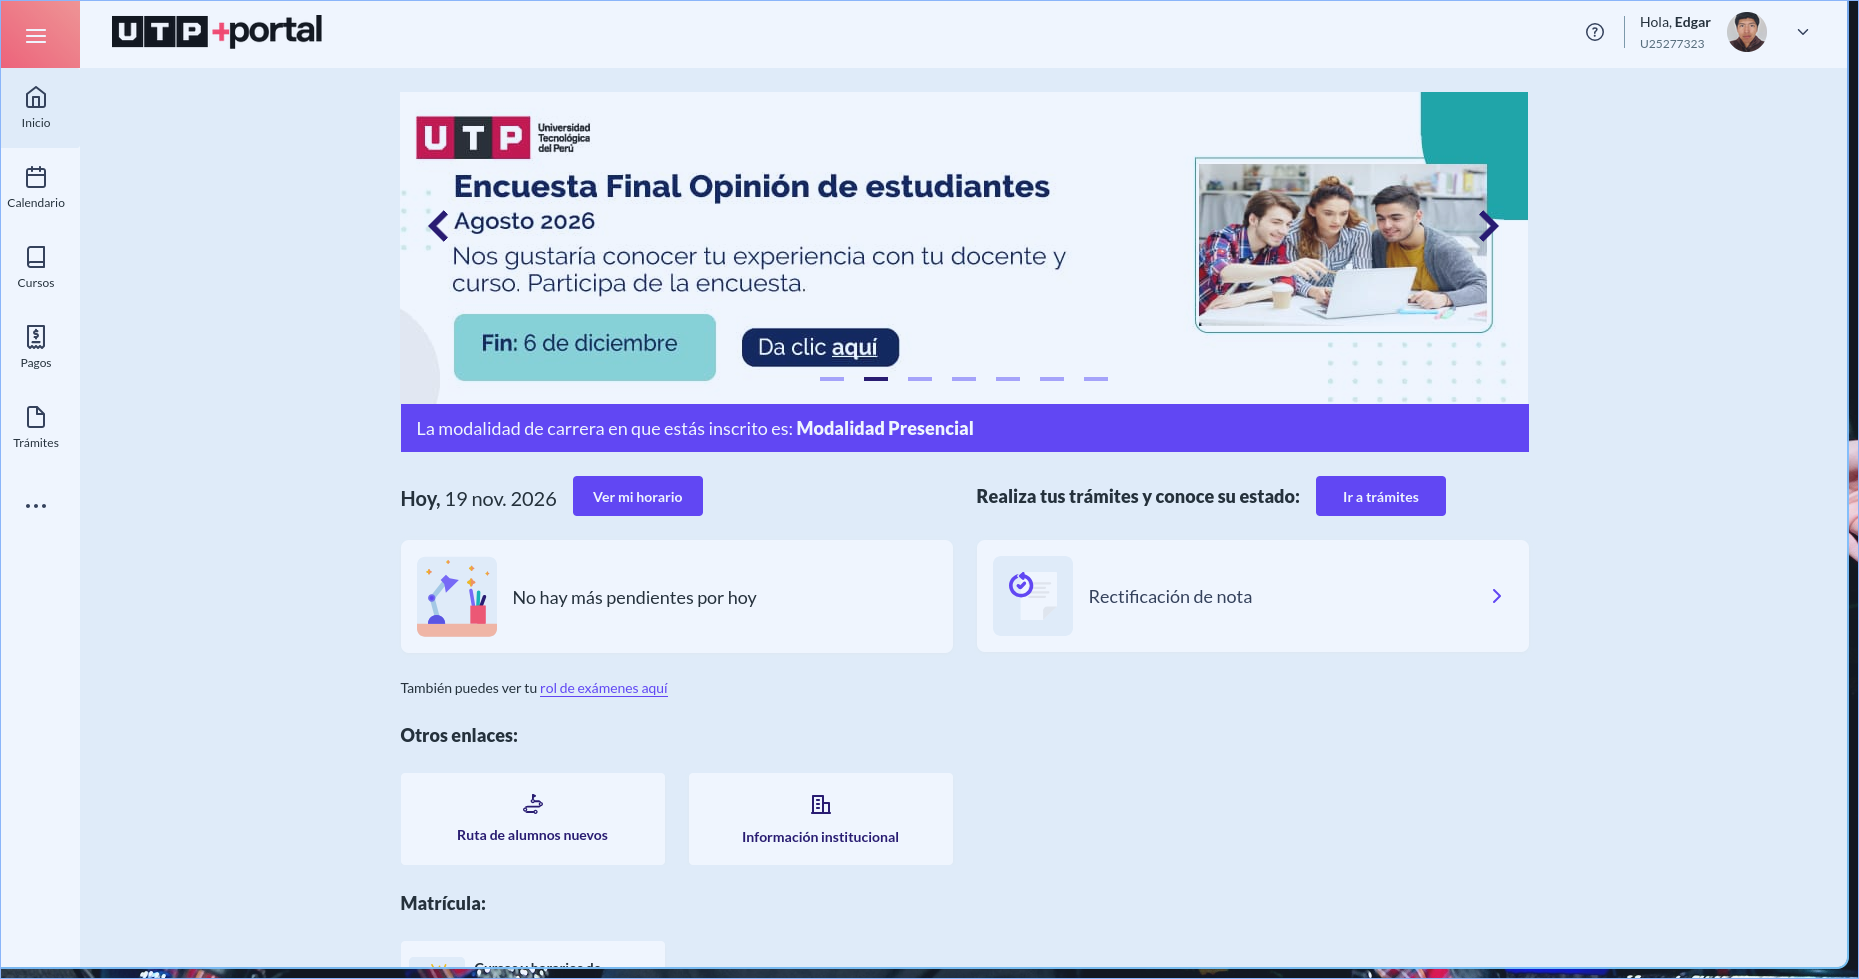 UTP+portal
Hola, Edgar
U25277323
Inicio
Calendario
Cursos
Pagos
Trámites
UTP Universidad
Tecnológica
del Perú
Encuesta Final Opinión de estudiantes
Agosto 2026
Nos gustaría conocer tu experiencia con tu docente y
curso. Participa de la encuesta.
Fin: 6 de diciembre
Da clic aquí
La modalidad de carrera en que estás inscrito es: Modalidad Presencial
Hoy, 19 nov. 2026
Ver mi horario
Realiza tus trámites y conoce su estado:
Ir a trámites
No hay más pendientes por hoy
Rectificación de nota
También puedes ver tu rol de exámenes aquí
Otros enlaces:
Ruta de alumnos nuevos
Información institucional
Matrícula: